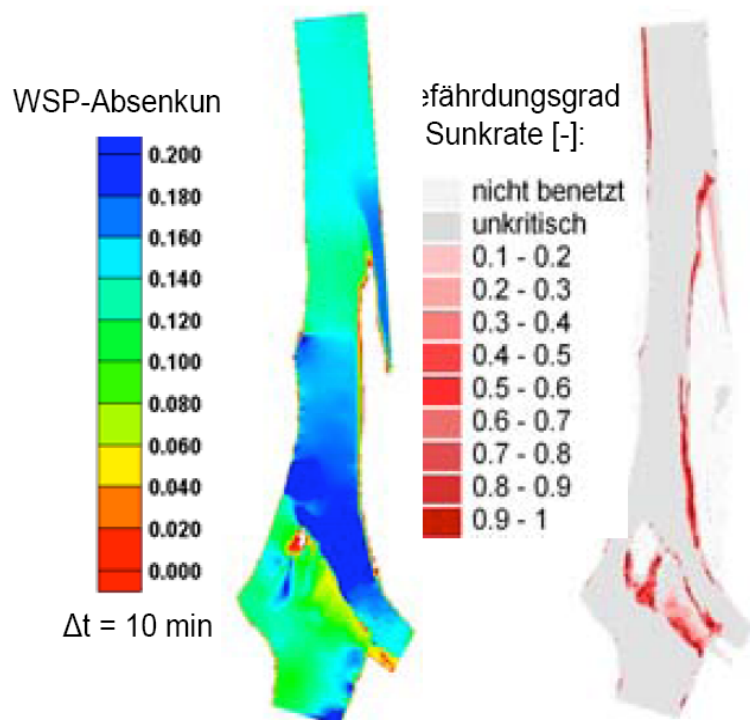 WSP-Absenkun
0.200
0.180
0.160
0.140
0.120
0.100
0.080
0.060
0.040
0.020
0.000
Δt = 10 min
efährdungsgrad
Sunkrate [-]:
nicht benetzt
unkritisch
0.1 - 0.2
0.2 - 0.3
0.3 - 0.4
0.4 - 0.5
0.5 - 0.6
0.6 - 0.7
0.7 - 0.8
0.8 - 0.9
0.9 - 1